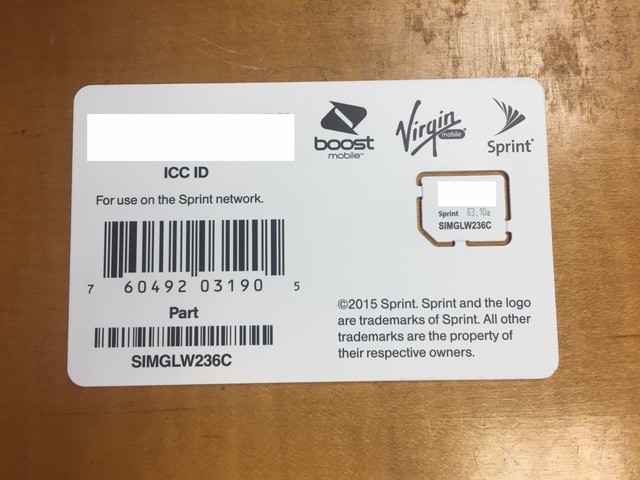 boost
mobile™
Virgin
mobile
Sprint®
ICC ID
For use on the Sprint network.
7 60492 03190 5
Part
SIMGLW236C
Sprint 63.10a
SIMGLW236C
©2015 Sprint. Sprint and the logo
are trademarks of Sprint. All other
trademarks are the property of
their respective owners.